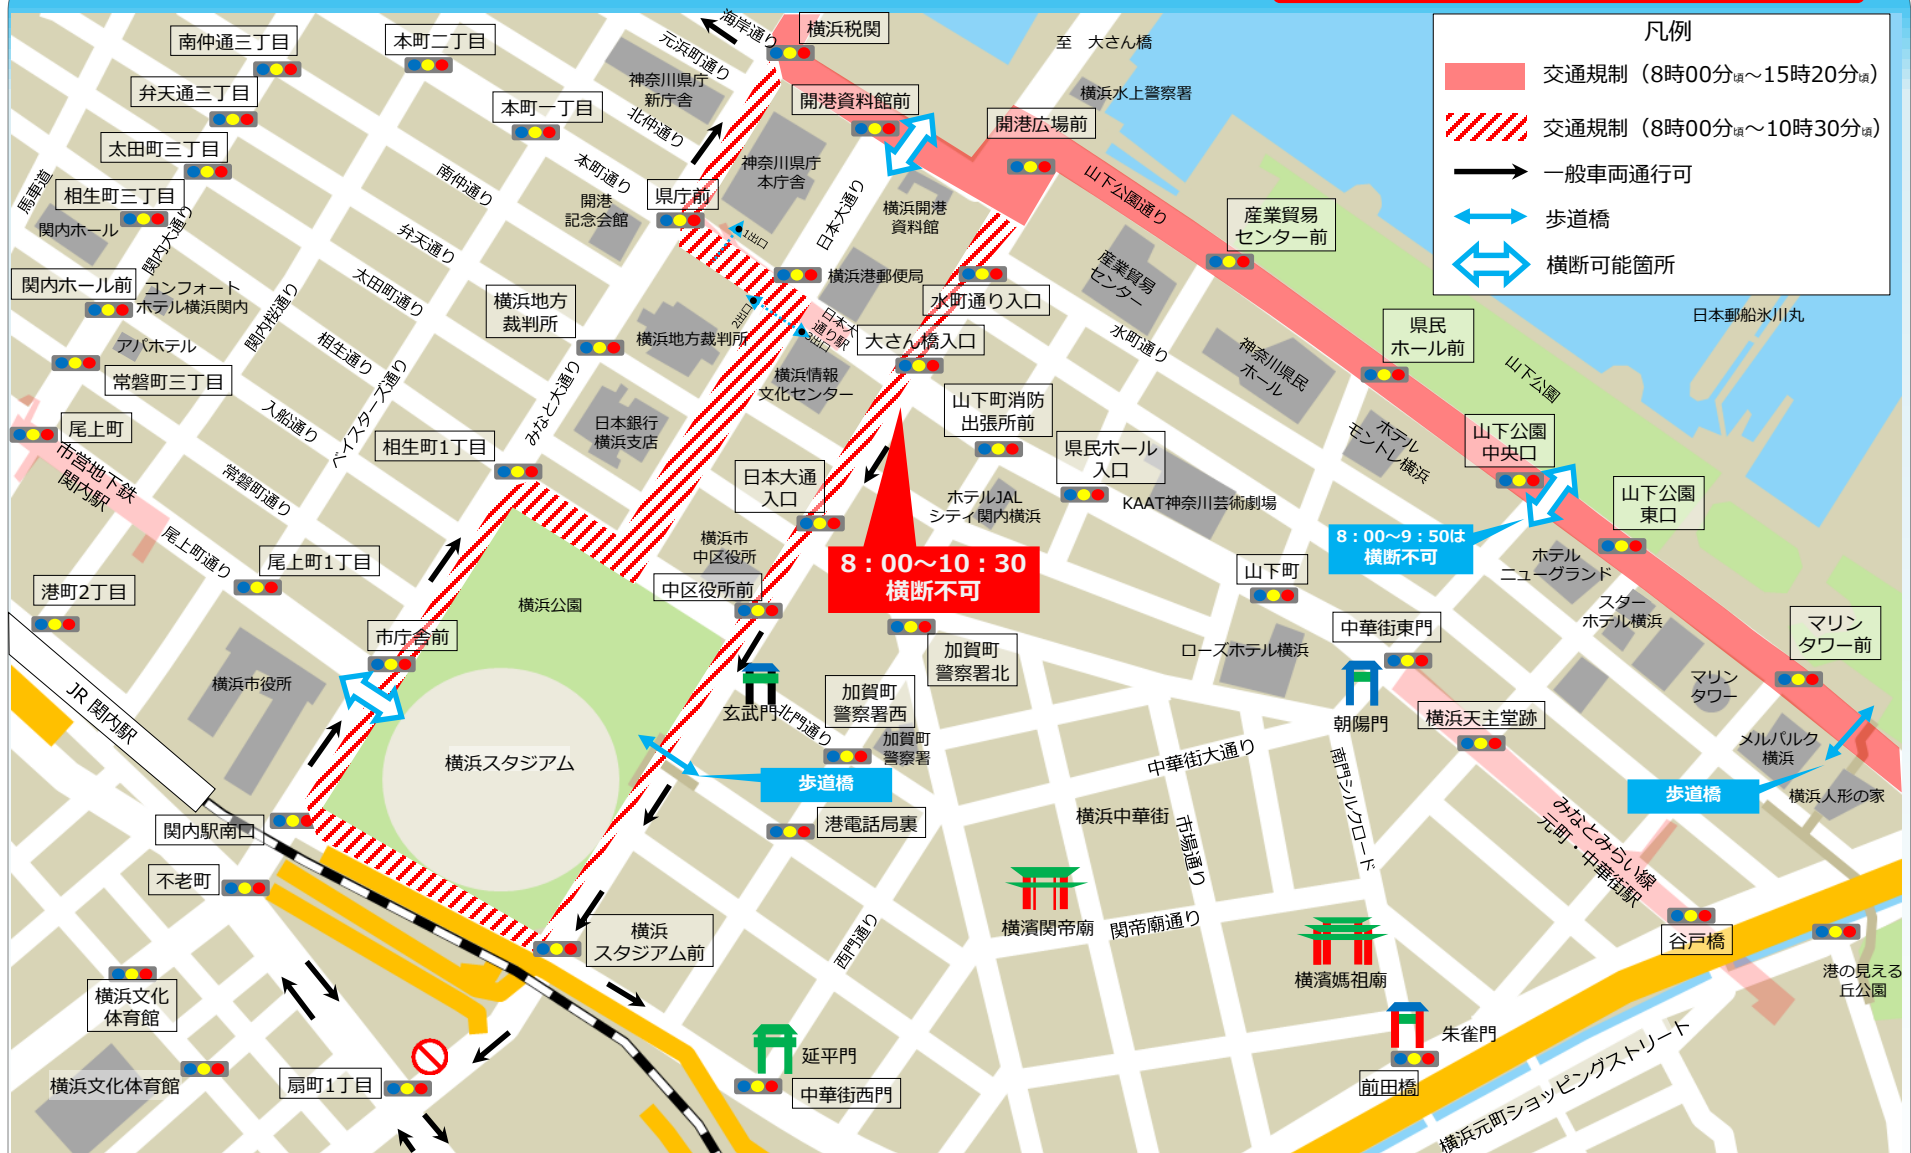 凡例
交通規制（8時00分頃～15時20分頃）
交通規制（8時00分頃～10時30分頃）
一般車両通行可
歩道橋
横断可能箇所
海岸通り
横浜税関
至　大さん橋
南仲通三丁目
本町二丁目
元浜町通り
神奈川県庁
新庁舎
弁天通三丁目
本町一丁目
北仲通り
開港資料館前
横浜水上警察署
開港広場前
太田町三丁目
本町通り
南仲通り
神奈川県庁
本庁舎
馬車道
相生町三丁目
関内ホール
関内大通り
開港
記念会館
県庁前
1出口
日本大通り
横浜開港
資料館
山下公園通り
産業貿易
センター前
弁天通り
関内ホール前
コンフォート
ホテル横浜関内
太田町通り
横浜地方
裁判所
横浜港郵便局
水町通り入口
産業貿易
センター
日本郵船氷川丸
関内桜通り
2出口
3出口
日本大
通り駅
横浜地方裁判所
大さん橋入口
水町通り
県民
ホール前
アパホテル
相生通り
常磐町三丁目
ベイスターズ通り
みなと大通り
横浜情報
文化センター
神奈川県民
ホール
山下公園
入船通り
尾上町
日本銀行
横浜支店
山下町消防
出張所前
ホテル
モントレ横浜
山下公園
中央口
市営地下鉄
関内駅
常磐町通り
相生町1丁目
日本大通
入口
県民ホール
入口
ホテルJAL
シティ関内横浜
KAAT神奈川芸術劇場
山下公園
東口
尾上町通り
尾上町1丁目
横浜市
中区役所
8：00～10：30
横断不可
8：00～9：50は
横断不可
ホテル
ニューグランド
港町2丁目
横浜公園
中区役所前
山下町
スター
ホテル横浜
市庁舎前
加賀町
警察署北
中華街東門
マリン
タワー前
ローズホテル横浜
横浜市役所
JR 関内駅
玄武門
北門通り
加賀町
警察署西
加賀町
警察署
朝陽門
横浜天主堂跡
マリン
タワー
メルパルク
横浜
横浜スタジアム
歩道橋
中華街大通り
南門シルクロード
歩道橋
横浜人形の家
関内駅南口
港電話局裏
横浜中華街
市場通り
みなとみらい線
元町・中華街駅
不老町
横浜
スタジアム前
西門通り
横濱関帝廟
関帝廟通り
谷戸橋
港の見える
丘公園
横浜文化
体育館
横濱媽祖廟
朱雀門
延平門
横浜文化体育館
扇町1丁目
中華街西門
前田橋
横浜元町ショッピングストリート